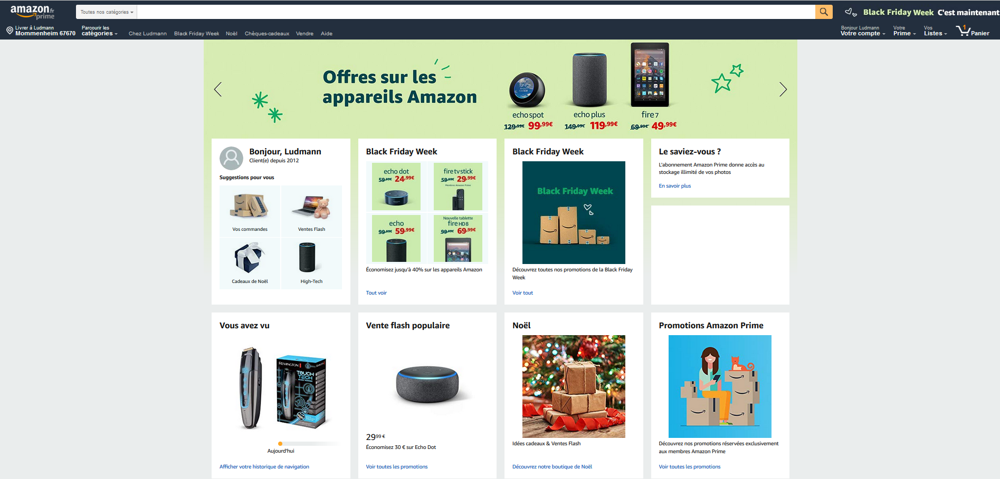 amazon.fr
prime
Toutes nos catégories
Black Friday Week C'est maintenant
Livrer à Ludmann
Mommenheim 67670
Parcourir les
catégories
Chez Ludmann
Black Friday Week
Noël
Chèques-cadeaux
Vendre
Aide
Bonjour Ludmann
Votre compte
Votre
Prime
Vos
Listes
1
Panier
Offres sur les
appareils Amazon
echo spot
129,99€ 99,99€
echo plus
149,99€ 119,99€
fire 7
69,99€ 49,99€
Bonjour, Ludmann
Client(e) depuis 2012
Suggestions pour vous
Vos commandes
Ventes Flash
Cadeaux de Noël
High-Tech
Black Friday Week
echo dot
59,99€ 24,99€
fire tv stick
59,99€ 29,99€
Membres Amazon Prime
echo
99,99€ 59,99€
Nouvelle tablette
fire HD 8
99,99€ 69,99€
Économisez jusqu'à 40% sur les appareils Amazon
Tout voir
Black Friday Week
Black Friday Week
Découvrez toutes nos promotions de la Black Friday
Week
Voir tout
Le saviez-vous ?
L'abonnement Amazon Prime donne accès au
stockage illimité de vos photos
En savoir plus
Vous avez vu
REMINGTON
TOUCH
TECH
Aujourd'hui
Afficher votre historique de navigation
Vente flash populaire
29,99 €
Économisez 30 € sur Echo Dot
Voir toutes les promotions
Noël
Idées cadeaux & Ventes Flash
Découvrez notre boutique de Noël
Promotions Amazon Prime
Découvrez nos promotions réservées exclusivement
aux membres Amazon Prime
Voir toutes les promotions